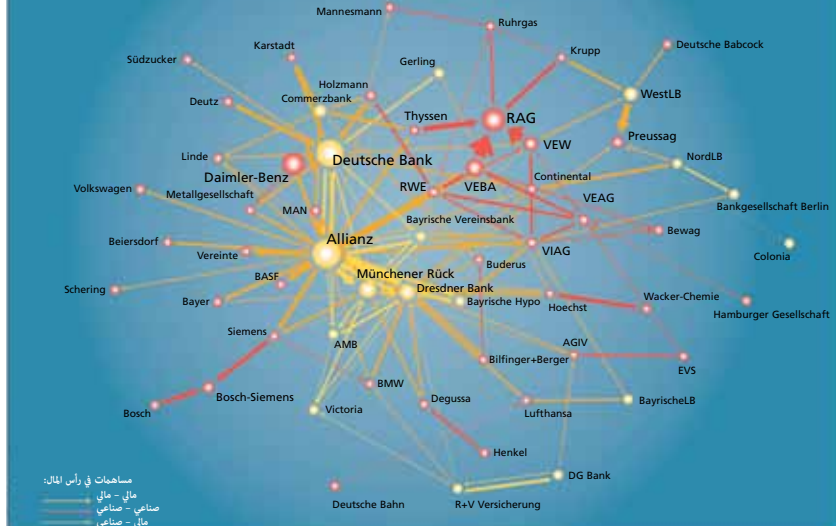 Mannesmann
Ruhrgas
Karstadt
Krupp
Deutsche Babcock
Südzucker
Gerling
Holzmann
Deutz
Commerzbank
WestLB
Thyssen
RAG
Preussag
VEW
Linde
Deutsche Bank
NordLB
Daimler-Benz
Continental
Volkswagen
RWE
VEBA
VEAG
Metallgesellschaft
Bankgesellschaft Berlin
MAN
Bayrische Vereinsbank
Bewag
Allianz
Beiersdorf
Vereinte
VIAG
Colonia
Buderus
Münchener Rück
BASF
Dresdner Bank
Schering
Bayer
Bayrische Hypo
Hoechst
Wacker-Chemie
Hamburger Gesellschaft
Siemens
AMB
AGIV
Bilfinger+Berger
EVS
BMW
Bosch-Siemens
Degussa
BayrischeLB
Bosch
Victoria
Lufthansa
Henkel
DG Bank
Deutsche Bahn
R+V Versicherung
مساهمات في رأس المال:
مالي – مالي
صناعي – صناعي
مالي – صناعي